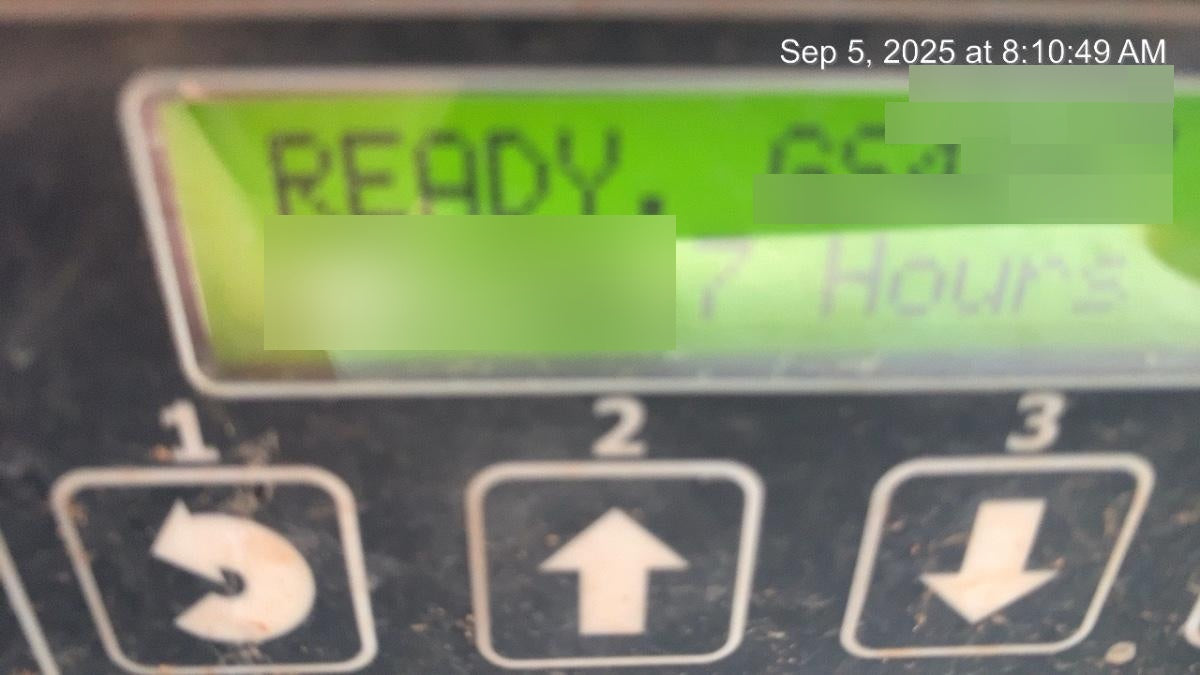 Sep 5, 2025 at 8:10:49 AM
READY.
7 Hours
1 2 3